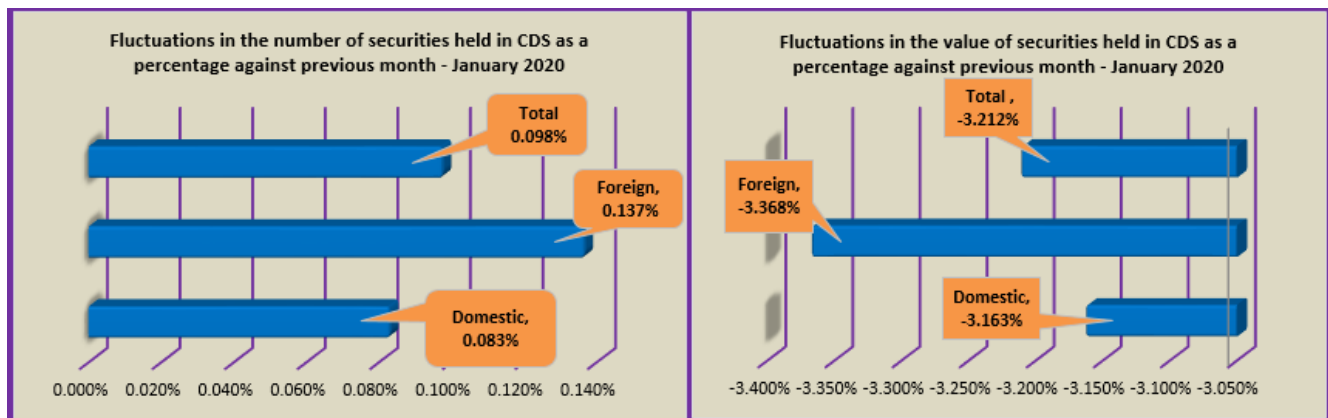 Fluctuations in the number of securities held in CDS as a
percentage against previous month - January 2020
Total
0.098%
Foreign,
0.137%
Domestic,
0.083%
0.000% 0.020% 0.040% 0.060% 0.080% 0.100% 0.120% 0.140%
Fluctuations in the value of securities held in CDS as a
percentage against previous month - January 2020
Total ,
-3.212%
Foreign,
-3.368%
Domestic,
-3.163%
-3.400% -3.350% -3.300% -3.250% -3.200% -3.150% -3.100% -3.050%